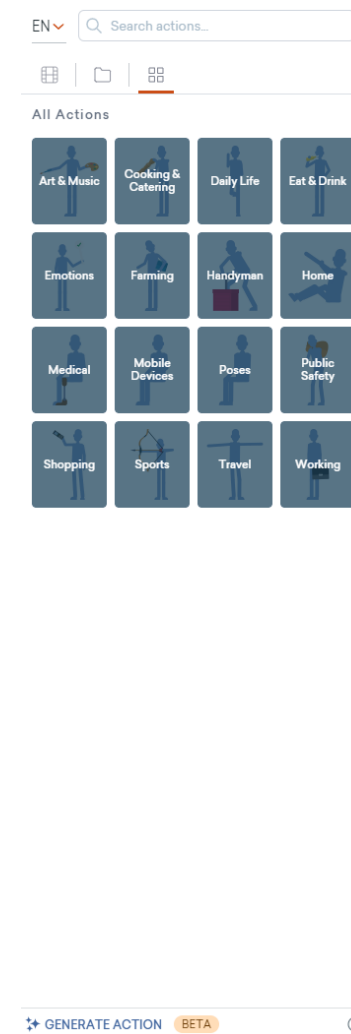 EN
Search actions...
All Actions
Art & Music
Cooking &
Catering
Daily Life
Eat & Drink
Emotions
Farming
Handyman
Home
Medical
Mobile
Devices
Poses
Public
Safety
Shopping
Sports
Travel
Working
GENERATE ACTION BETA